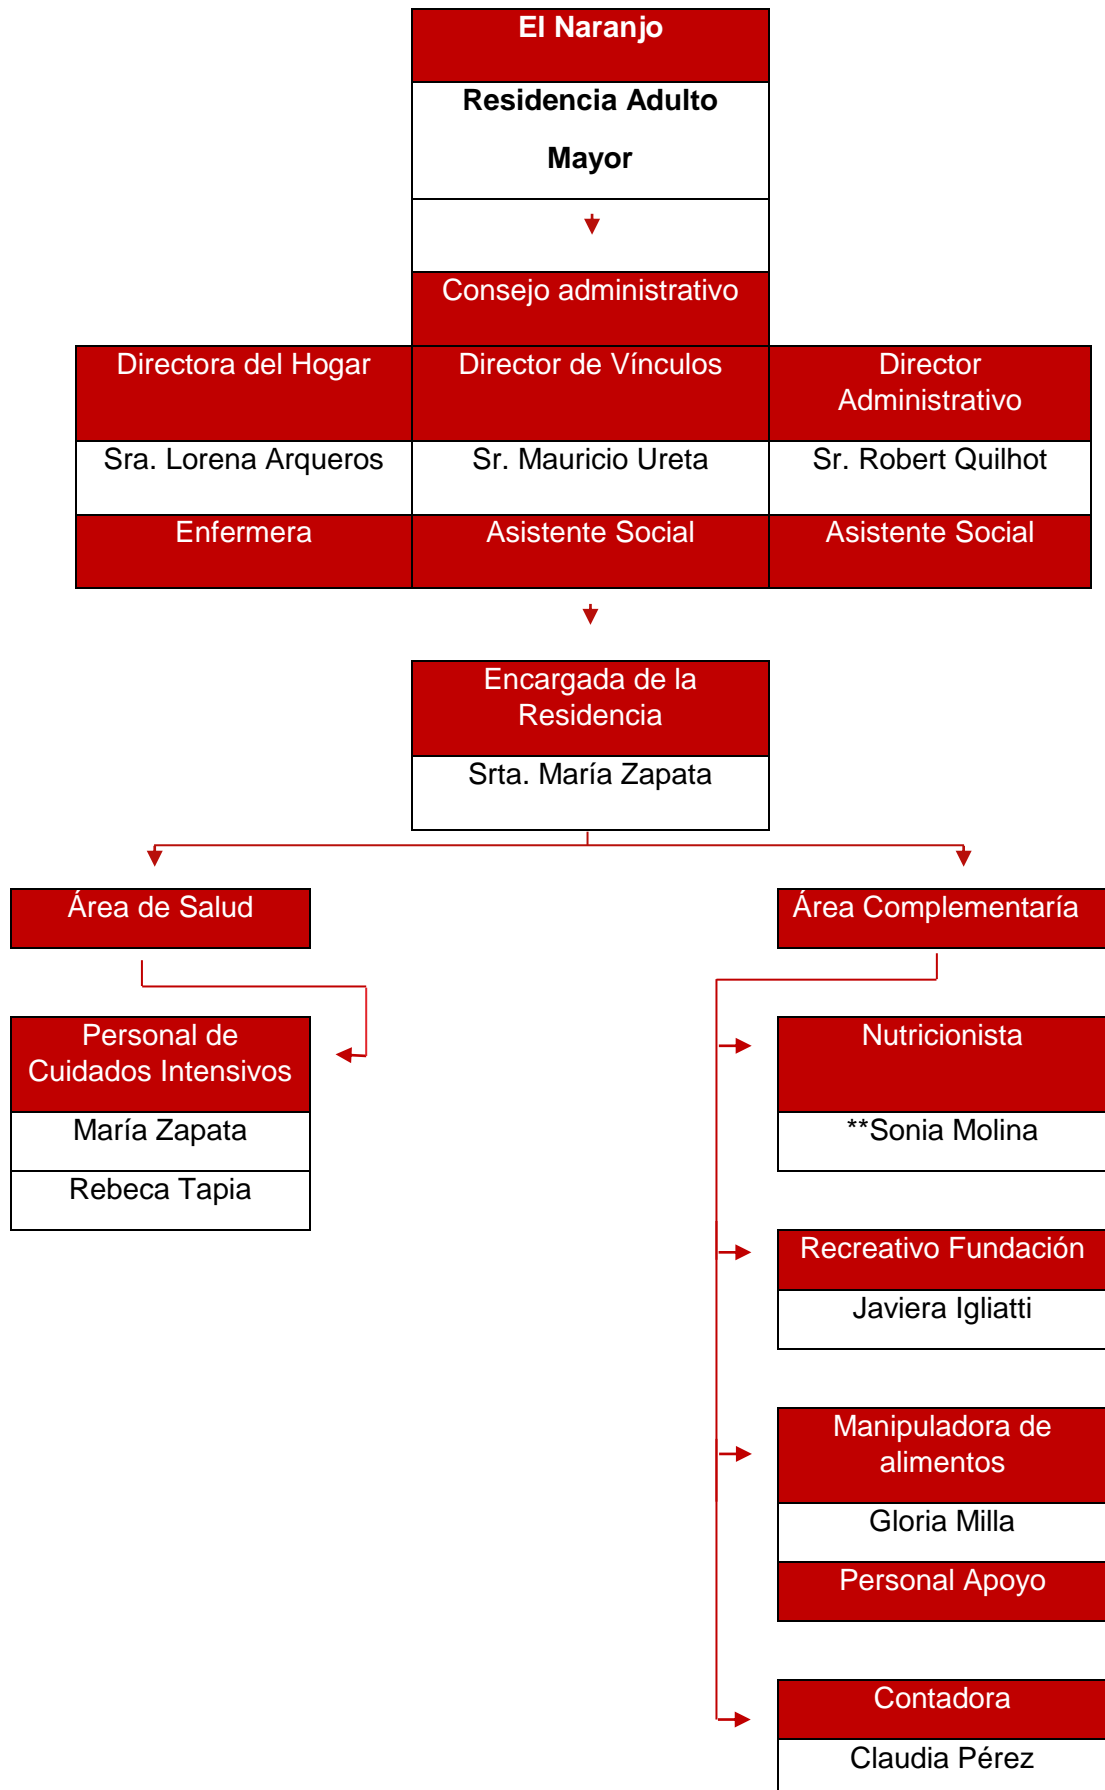 El Naranjo
Residencia Adulto
Mayor
Consejo administrativo
Directora del Hogar
Director de Vínculos
Director
Administrativo
Sra. Lorena Arqueros
Sr. Mauricio Ureta
Sr. Robert Quilhot
Enfermera
Asistente Social
Asistente Social
Encargada de la
Residencia
Srta. María Zapata
Área de Salud
Área Complementaría
Personal de
Cuidados Intensivos
María Zapata
Rebeca Tapia
Nutricionista
**Sonia Molina
Recreativo Fundación
Javiera Igliatti
Manipuladora de
alimentos
Gloria Milla
Personal Apoyo
Contadora
Claudia Pérez